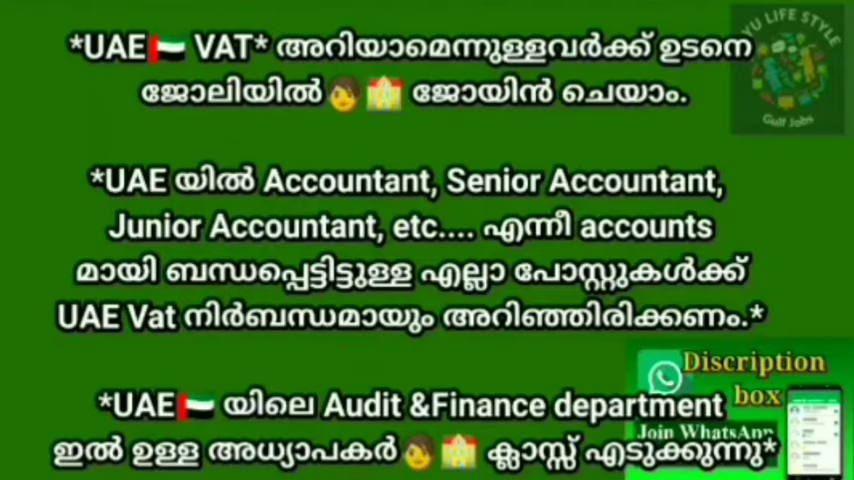 *UAE🇦🇪 VAT* അറിയാമെന്നുള്ളവർക്ക് ഉടനെ
ജോലിയിൽ🧑🏫 ജോയിൻ ചെയാം.
YU LIFE STYLE
Gulf Jobs
*UAE യിൽ Accountant, Senior Accountant,
Junior Accountant, etc.... എന്നീ accounts
മായി ബന്ധപ്പെട്ടിട്ടുള്ള എല്ലാ പോസ്റ്റുകൾക്ക്
UAE Vat നിർബന്ധമായും അറിഞ്ഞിരിക്കണം.*
*UAE🇦🇪 യിലെ Audit &Finance department
ഇൽ ഉള്ള അധ്യാപകർ🧑🏫 ക്ലാസ്സ് എടുക്കുന്നു*
Discription
box
Join WhatsApp